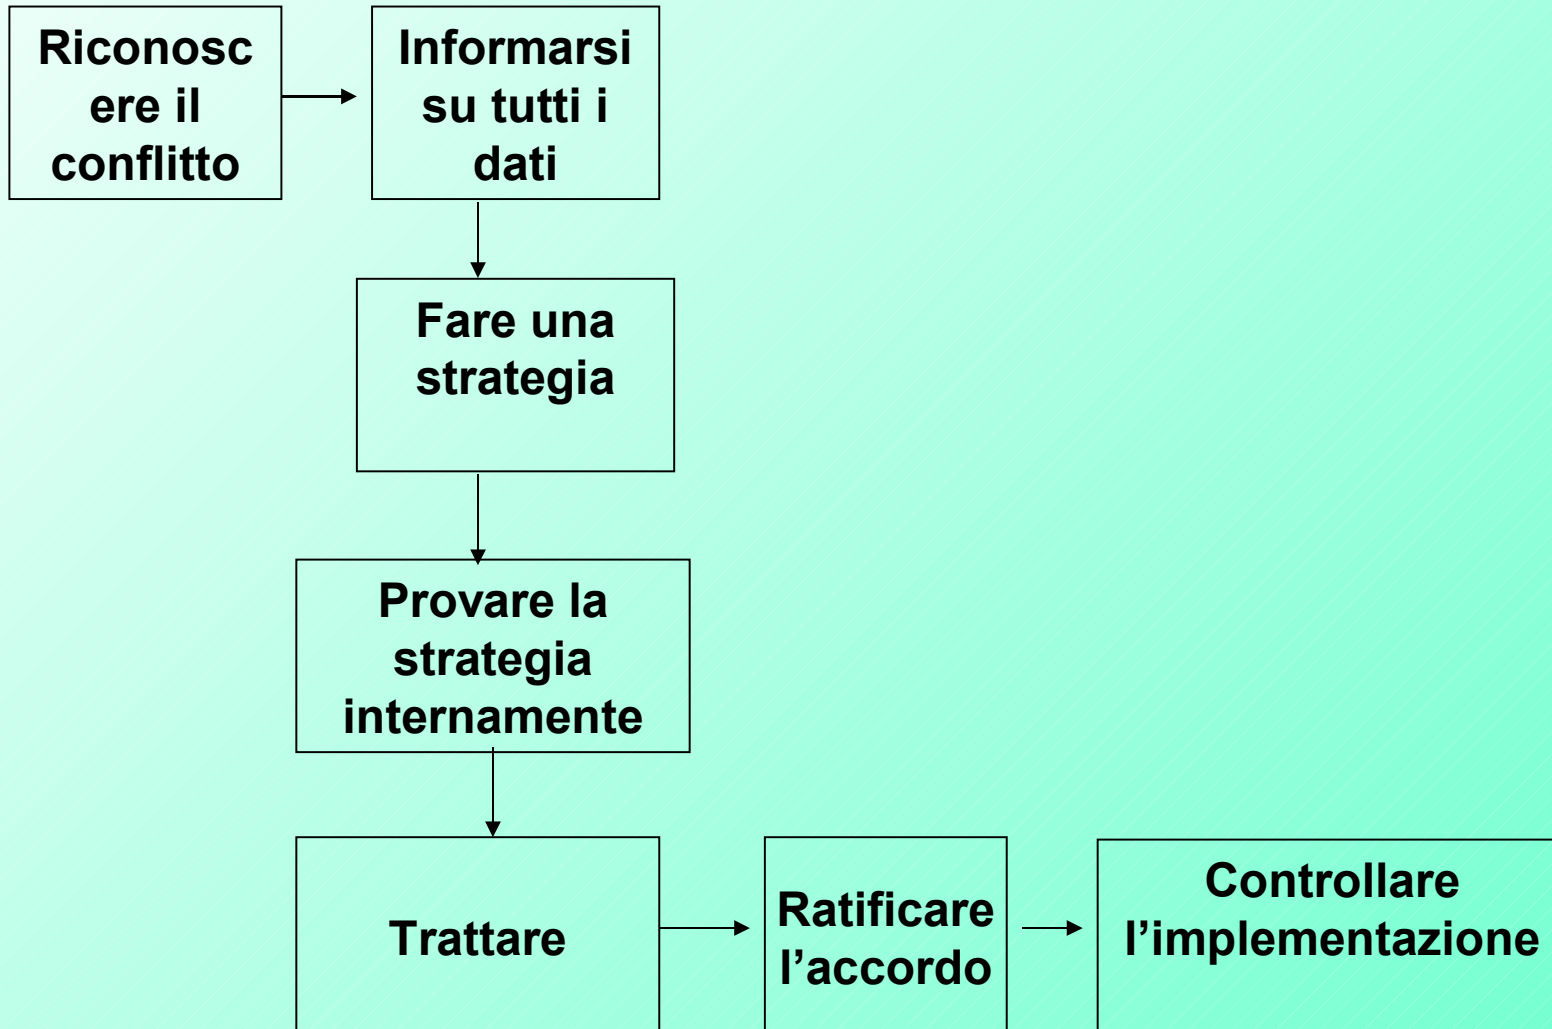 Riconosc
ere il
conflitto
Informarsi
su tutti i
dati
Fare una
strategia
Provare la
strategia
internamente
Trattare
Ratificare
l’accordo
Controllare
l’implementazione